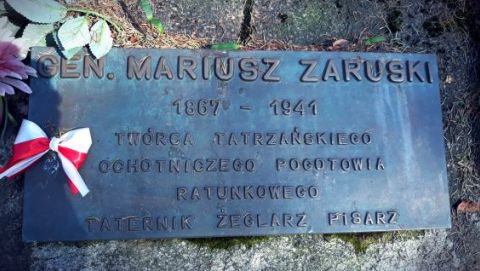 GEN. MARIUSZ ZARUSKI
1867 - 1941
TWÓRCA TATRZAŃSKIEGO
OCHOTNICZEGO POGOTOWIA
RATUNKOWEGO
TATERNIK ŻEGLARZ PiSARZ